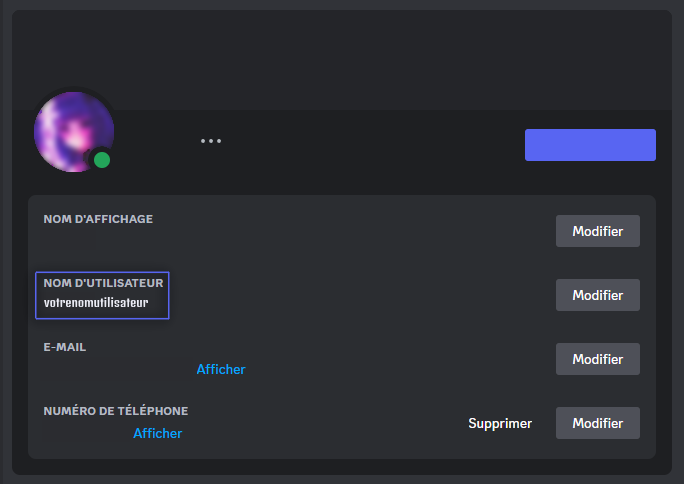 NOM D'AFFICHAGE
Modifier
NOM D'UTILISATEUR
votrenomutilisateur
Modifier
E-MAIL
Afficher
Modifier
NUMÉRO DE TÉLÉPHONE
Afficher
Supprimer
Modifier